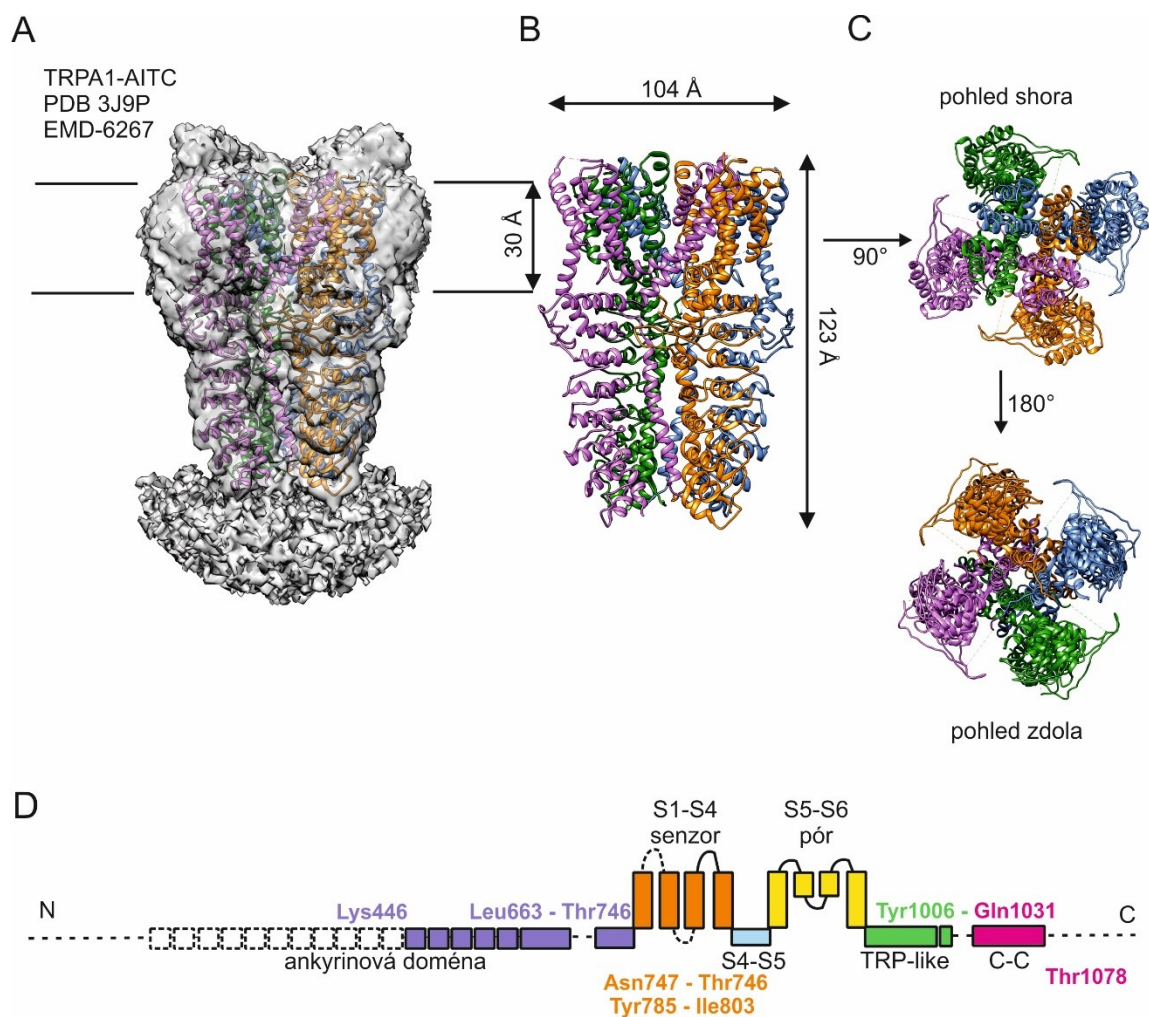 A
TRPA1-AITC
PDB 3J9P
EMD-6267
B
104 Å
30 Å
123 Å
C
pohled shora
90°
180°
pohled zdola
D
S1-S4
senzor
S5-S6
pór
N
Lys446
Leu663 - Thr746
Tyr1006 - Gln1031
C
ankyrinová doména
S4-S5
TRP-like
C-C
Asn747 - Thr746
Tyr785 - Ile803
Thr1078